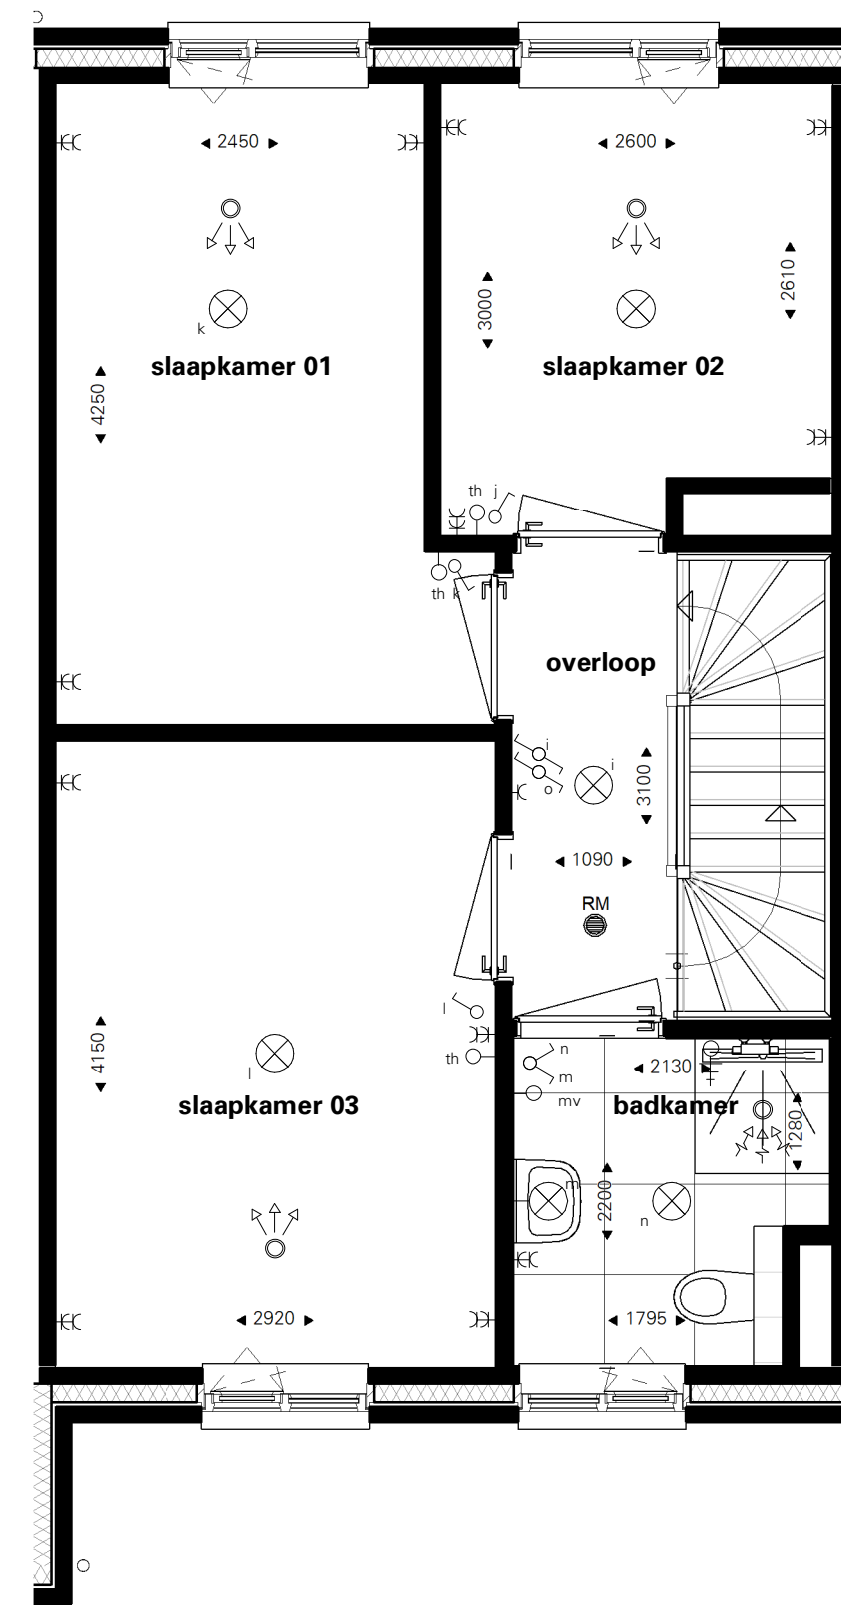 2450
2600
2610
3000
k
slaapkamer 01
slaapkamer 02
4250
th j
th k
overloop
i
i
o
3100
1090
RM
l
4150
th
n
m
mv
2130
l
slaapkamer 03
badkamer
1280
m
2200
n
2920
1795